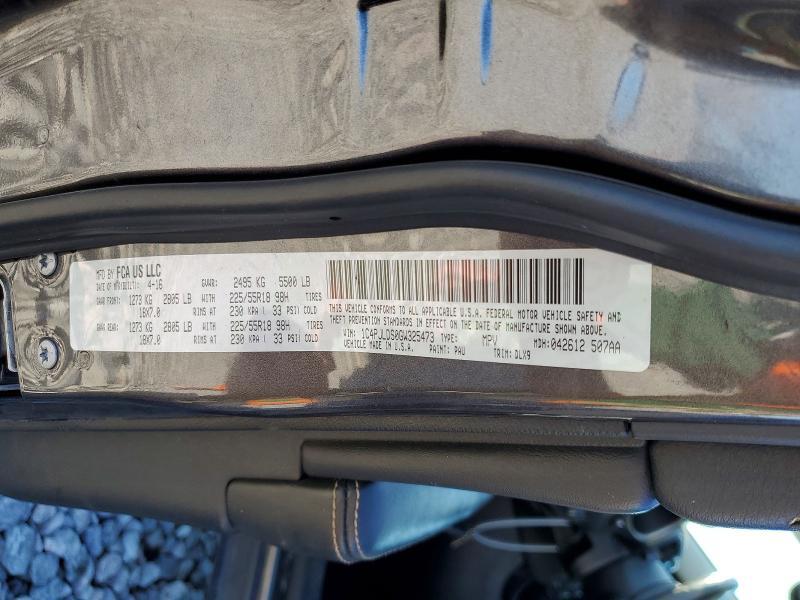 MFD BY FCA US LLC
DATE OF MFR 4-16 GVWR: 2495 KG 5500 LB
GAWR FRONT: 1273 KG 2805 LB WITH 225/55R18 98H TIRES
18X7.0 RIMS AT 230 KPA ( 33 PSI) COLD
GAWR REAR: 1273 KG 2805 LB WITH 225/55R18 98H TIRES
18X7.0 RIMS AT 230 KPA ( 33 PSI) COLD
THIS VEHICLE CONFORMS TO ALL APPLICABLE U.S.A. FEDERAL MOTOR VEHICLE SAFETY AND
THEFT PREVENTION STANDARDS IN EFFECT ON THE DATE OF MANUFACTURE SHOWN ABOVE.
VIN: 1C4PJLDS0GW325473 TYPE: MPV MDH: 042612 507AA
VEHICLE MADE IN U.S.A. PAINT: PAU TRIM: DLX9